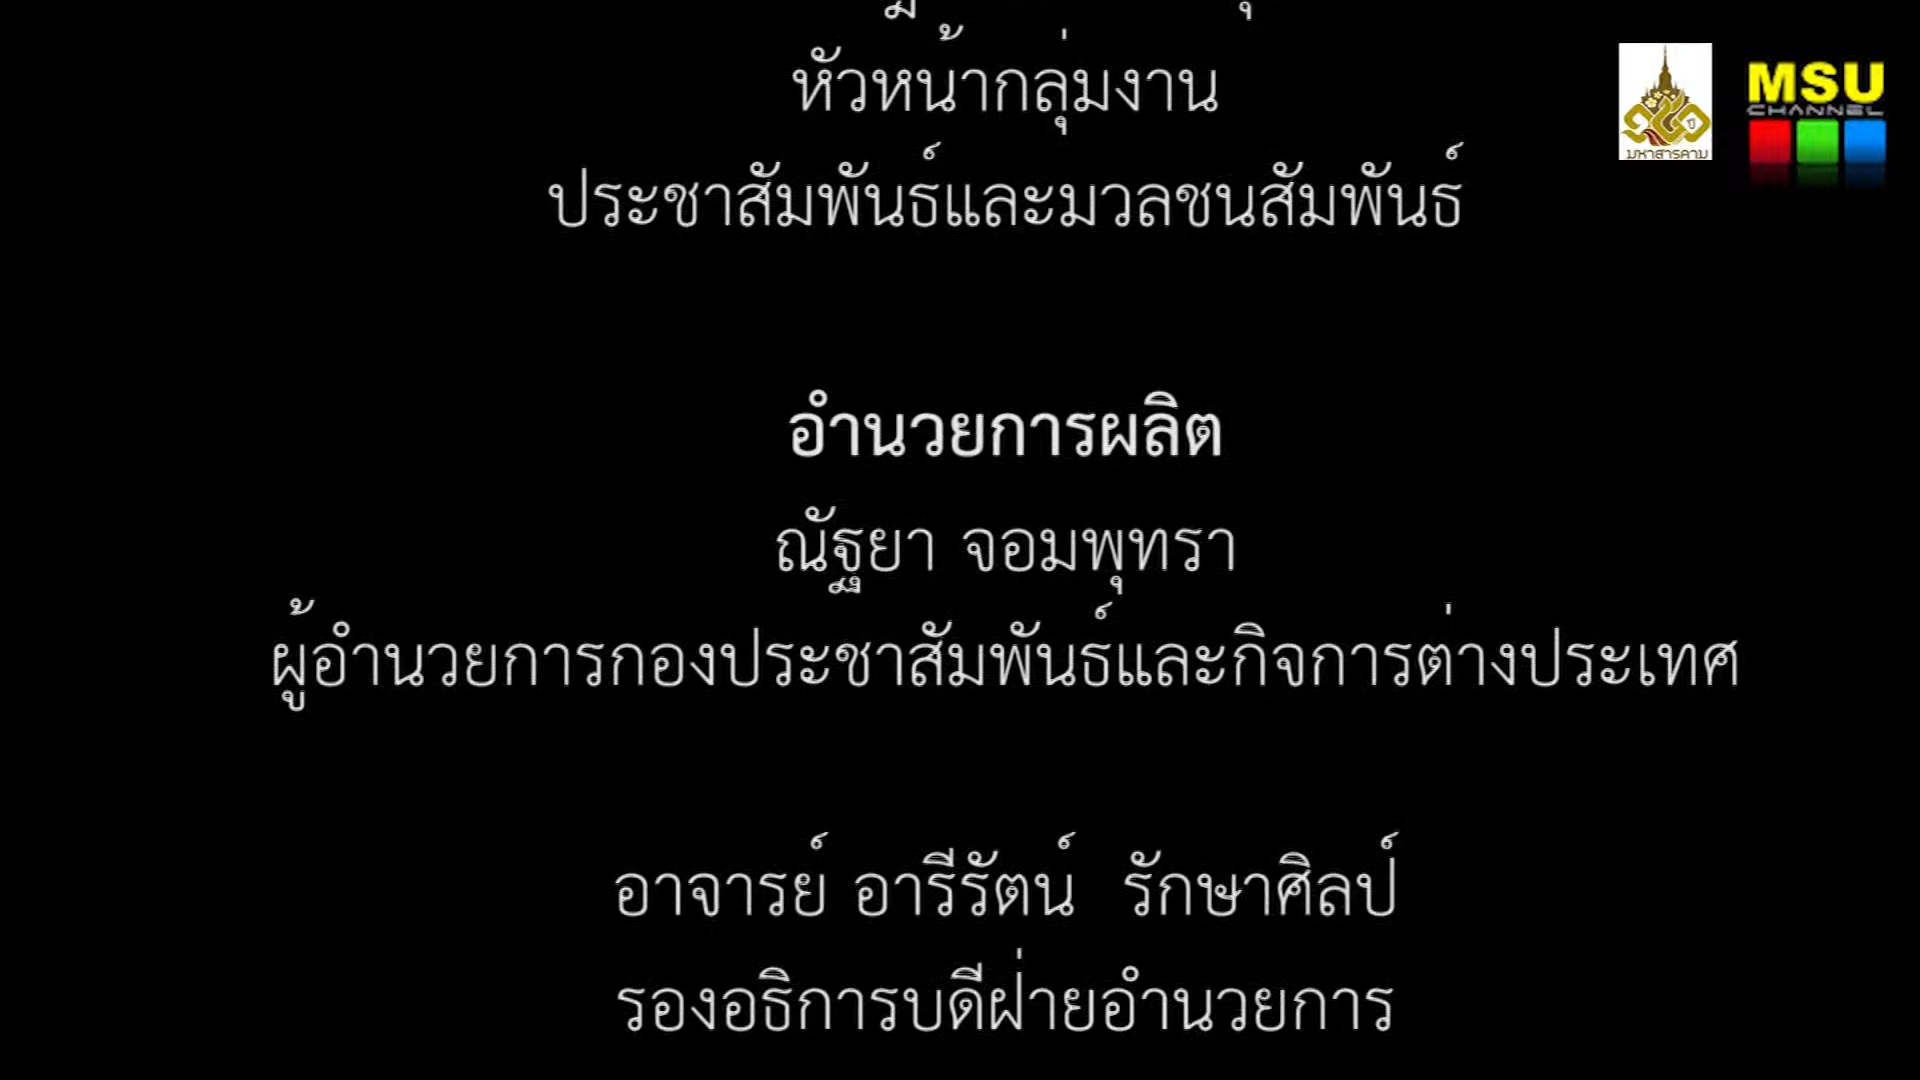 หัวหน้ากลุ่มงาน
ประชาสัมพันธ์และมวลชนสัมพันธ์
อำนวยการผลิต
ณัฐยา จอมพุทรา
ผู้อำนวยการกองประชาสัมพันธ์และกิจการต่างประเทศ
อาจารย์ อารีรัตน์ รักษาศิลป์
รองอธิการบดีฝ่ายอำนวยการ
MSU
CHANNEL
มหาสารคาม